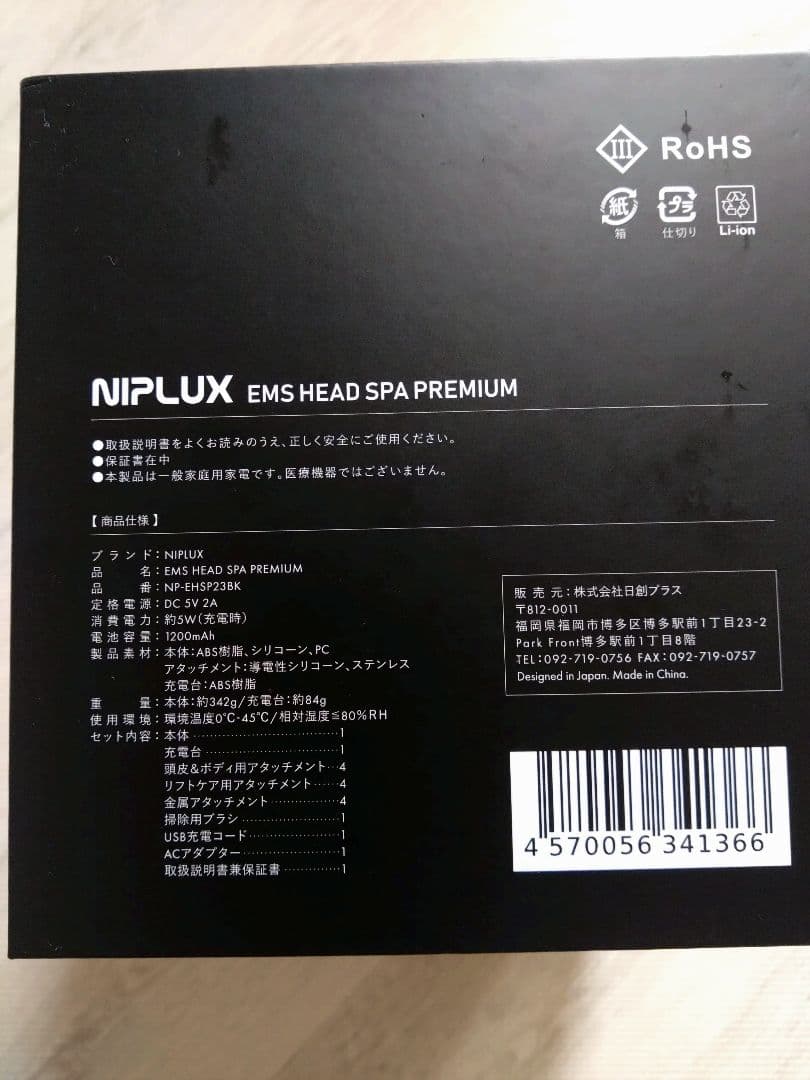 III RoHS
紙 プラ
箱 仕切り Li-ion
NIPLUX EMS HEAD SPA PREMIUM
●取扱説明書をよくお読みのうえ、正しく安全にご使用ください。
●保証書在中
●本製品は一般家庭用家電です。医療機器ではございません。
【商品仕様】
ブランド：NIPLUX
品名：EMS HEAD SPA PREMIUM
品番：NP-EHSP23BK
定格電源：DC 5V 2A
消費電力：約5W（充電時）
電池容量：1200mAh
製品素材：本体：ABS樹脂、シリコーン、PC
アタッチメント：導電性シリコーン、ステンレス
充電台：ABS樹脂
重量：本体：約342g/充電台：約84g
使用環境：環境温度0℃-45℃/相対湿度≦80%RH
セット内容：本体……………………1
充電台……………………1
頭皮&ボディ用アタッチメント…4
リフトケア用アタッチメント……4
金属アタッチメント……………4
掃除用ブラシ…………………1
USB充電コード………………1
ACアダプター…………………1
取扱説明書兼保証書…………1
販売元：株式会社日創プラス
〒812-0011
福岡県福岡市博多区博多駅前1丁目23-2
Park Front博多駅前1丁目8階
TEL：092-719-0756 FAX：092-719-0757
Designed in Japan. Made in China.
4 570056 341366